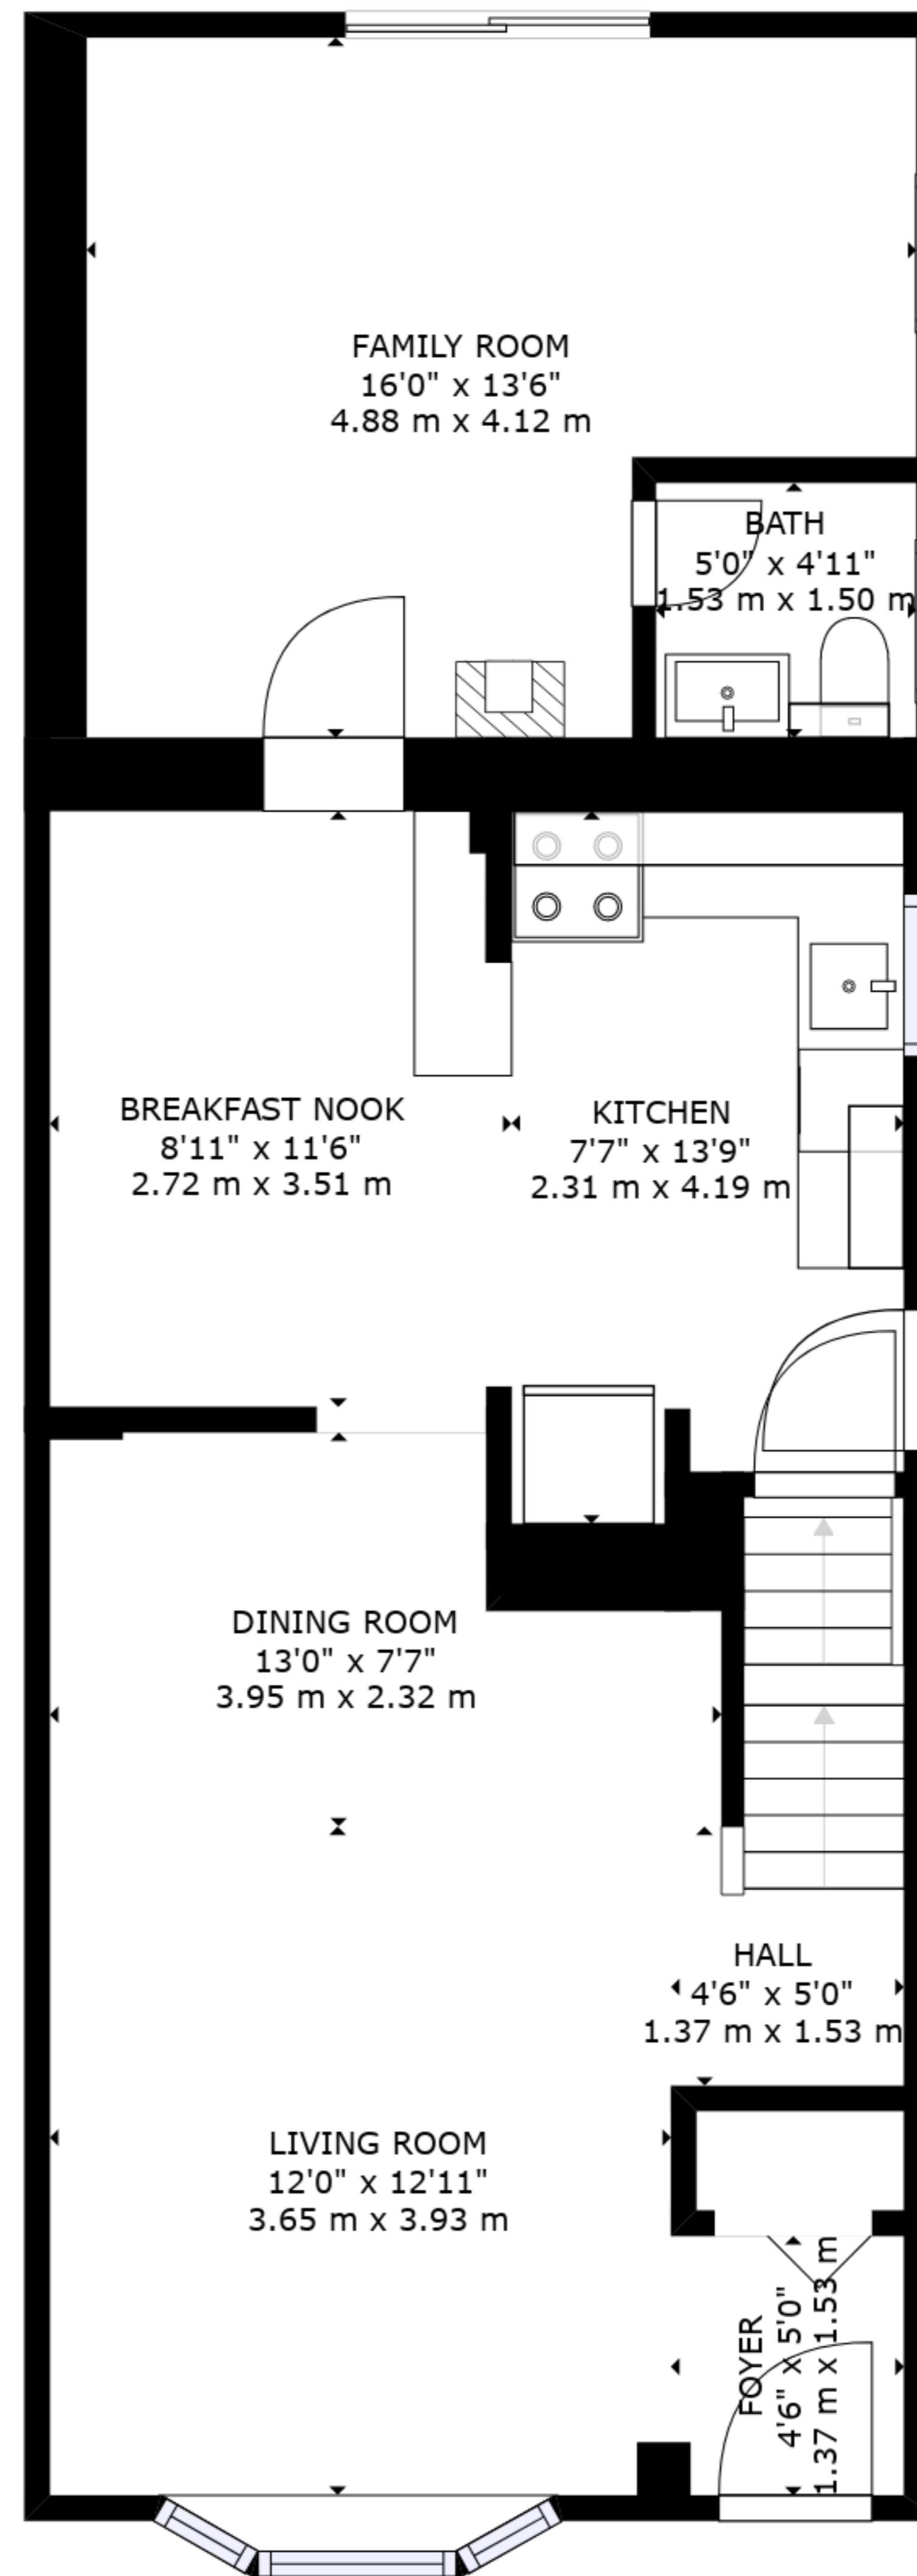 FAMILY ROOM
16'0" x 13'6"
4.88 m x 4.12 m
BATH
5'0" x 4'11"
1.53 m x 1.50 m
BREAKFAST NOOK
8'11" x 11'6"
2.72 m x 3.51 m
KITCHEN
7'7" x 13'9"
2.31 m x 4.19 m
DINING ROOM
13'0" x 7'7"
3.95 m x 2.32 m
HALL
4'6" x 5'0"
1.37 m x 1.53 m
LIVING ROOM
12'0" x 12'11"
3.65 m x 3.93 m
FOYER
4'6" x 5'0"
1.37 m x 1.53 m